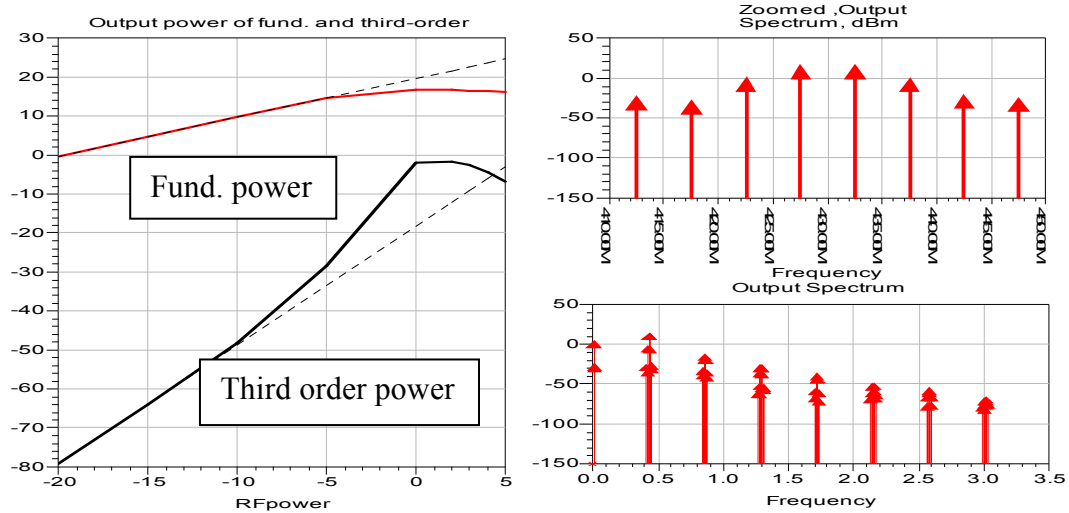 Output power of fund. and third-order
30
20
10
0
-10
-20
-30
-40
-50
-60
-70
-80
Fund. power
Third order power
-20 -15 -10 -5 0 5
RFpower
Zoomed ,Output
Spectrum, dBm
50
0
-50
-100
-150
Frequency
Output Spectrum
50
0
-50
-100
-150
0.0 0.5 1.0 1.5 2.0 2.5 3.0 3.5
Frequency